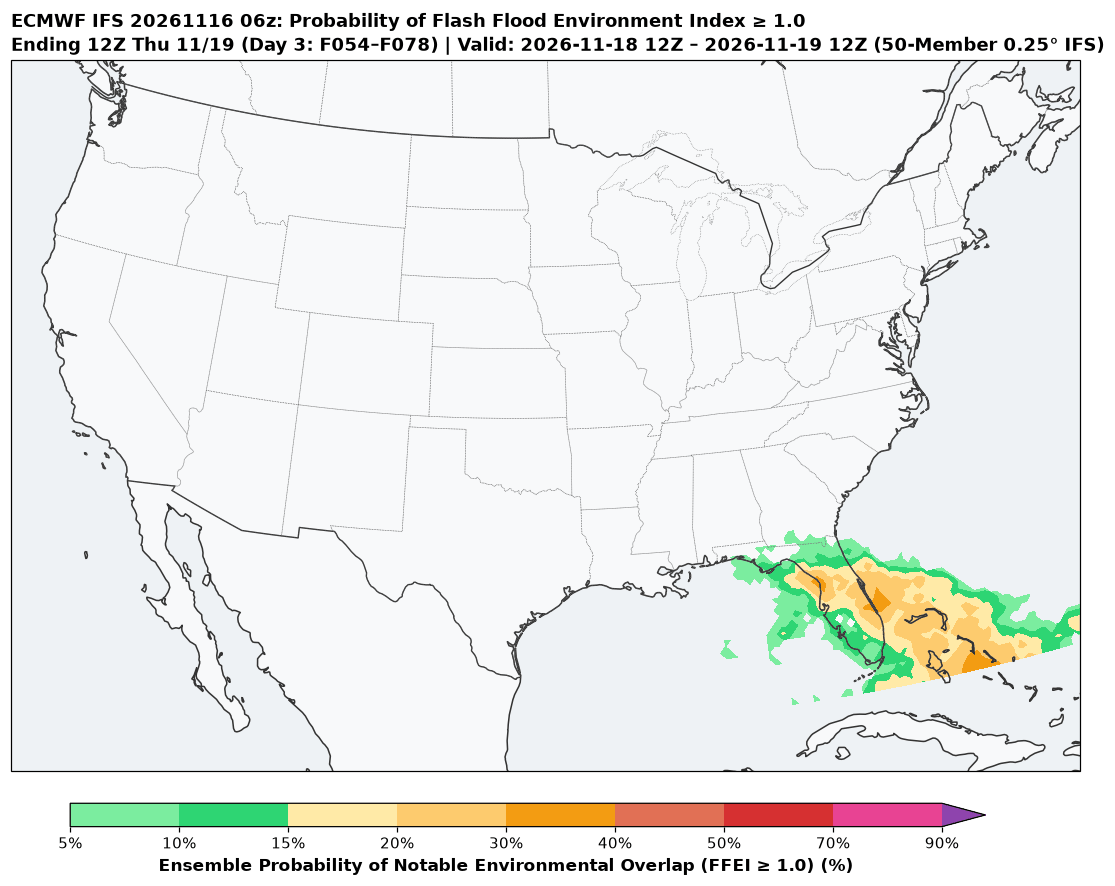 ECMWF IFS 20261116 06z: Probability of Flash Flood Environment Index ≥ 1.0
Ending 12Z Thu 11/19 (Day 3: F054–F078) | Valid: 2026-11-18 12Z – 2026-11-19 12Z (50-Member 0.25° IFS)
5% 10% 15% 20% 30% 40% 50% 70% 90%
Ensemble Probability of Notable Environmental Overlap (FFEI ≥ 1.0) (%)